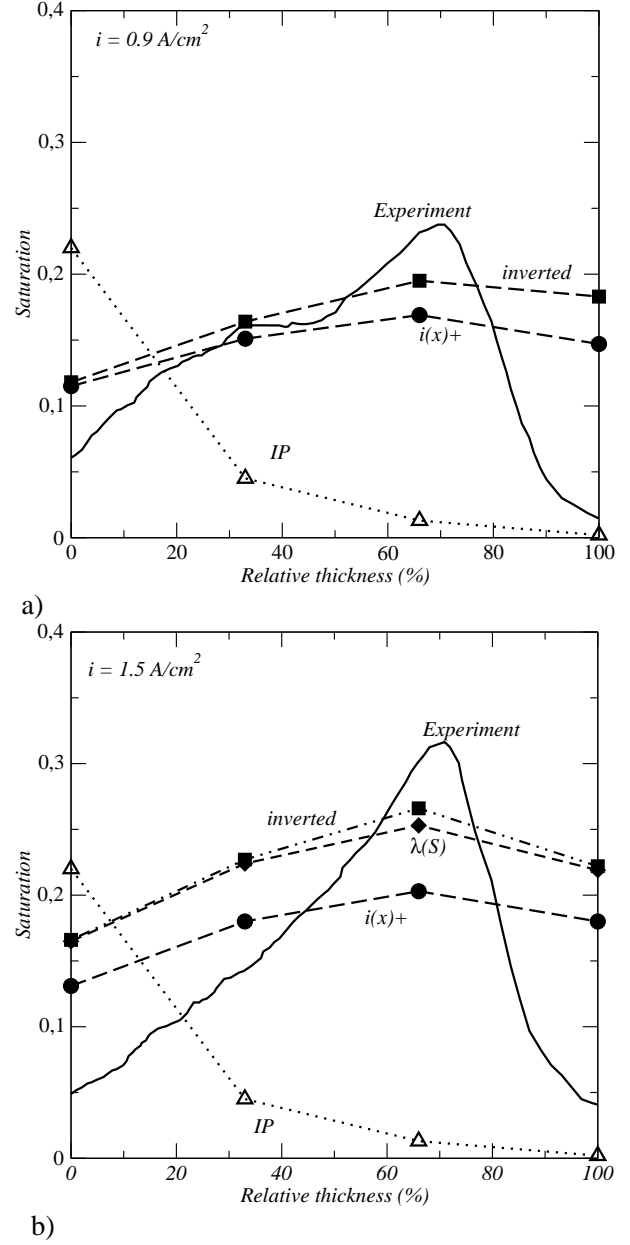 0,4
i = 0.9 A/cm²
0,3
Experiment
Saturation
inverted
0,2
i(x)+
0,1
IP
0
0 20 40 60 80 100
Relative thickness (%)
a)
0,4
i = 1.5 A/cm²
0,3
Experiment
inverted
λ(S)
Saturation
0,2
i(x)+
0,1
IP
0
0 20 40 60 80 100
Relative thickness (%)
b)